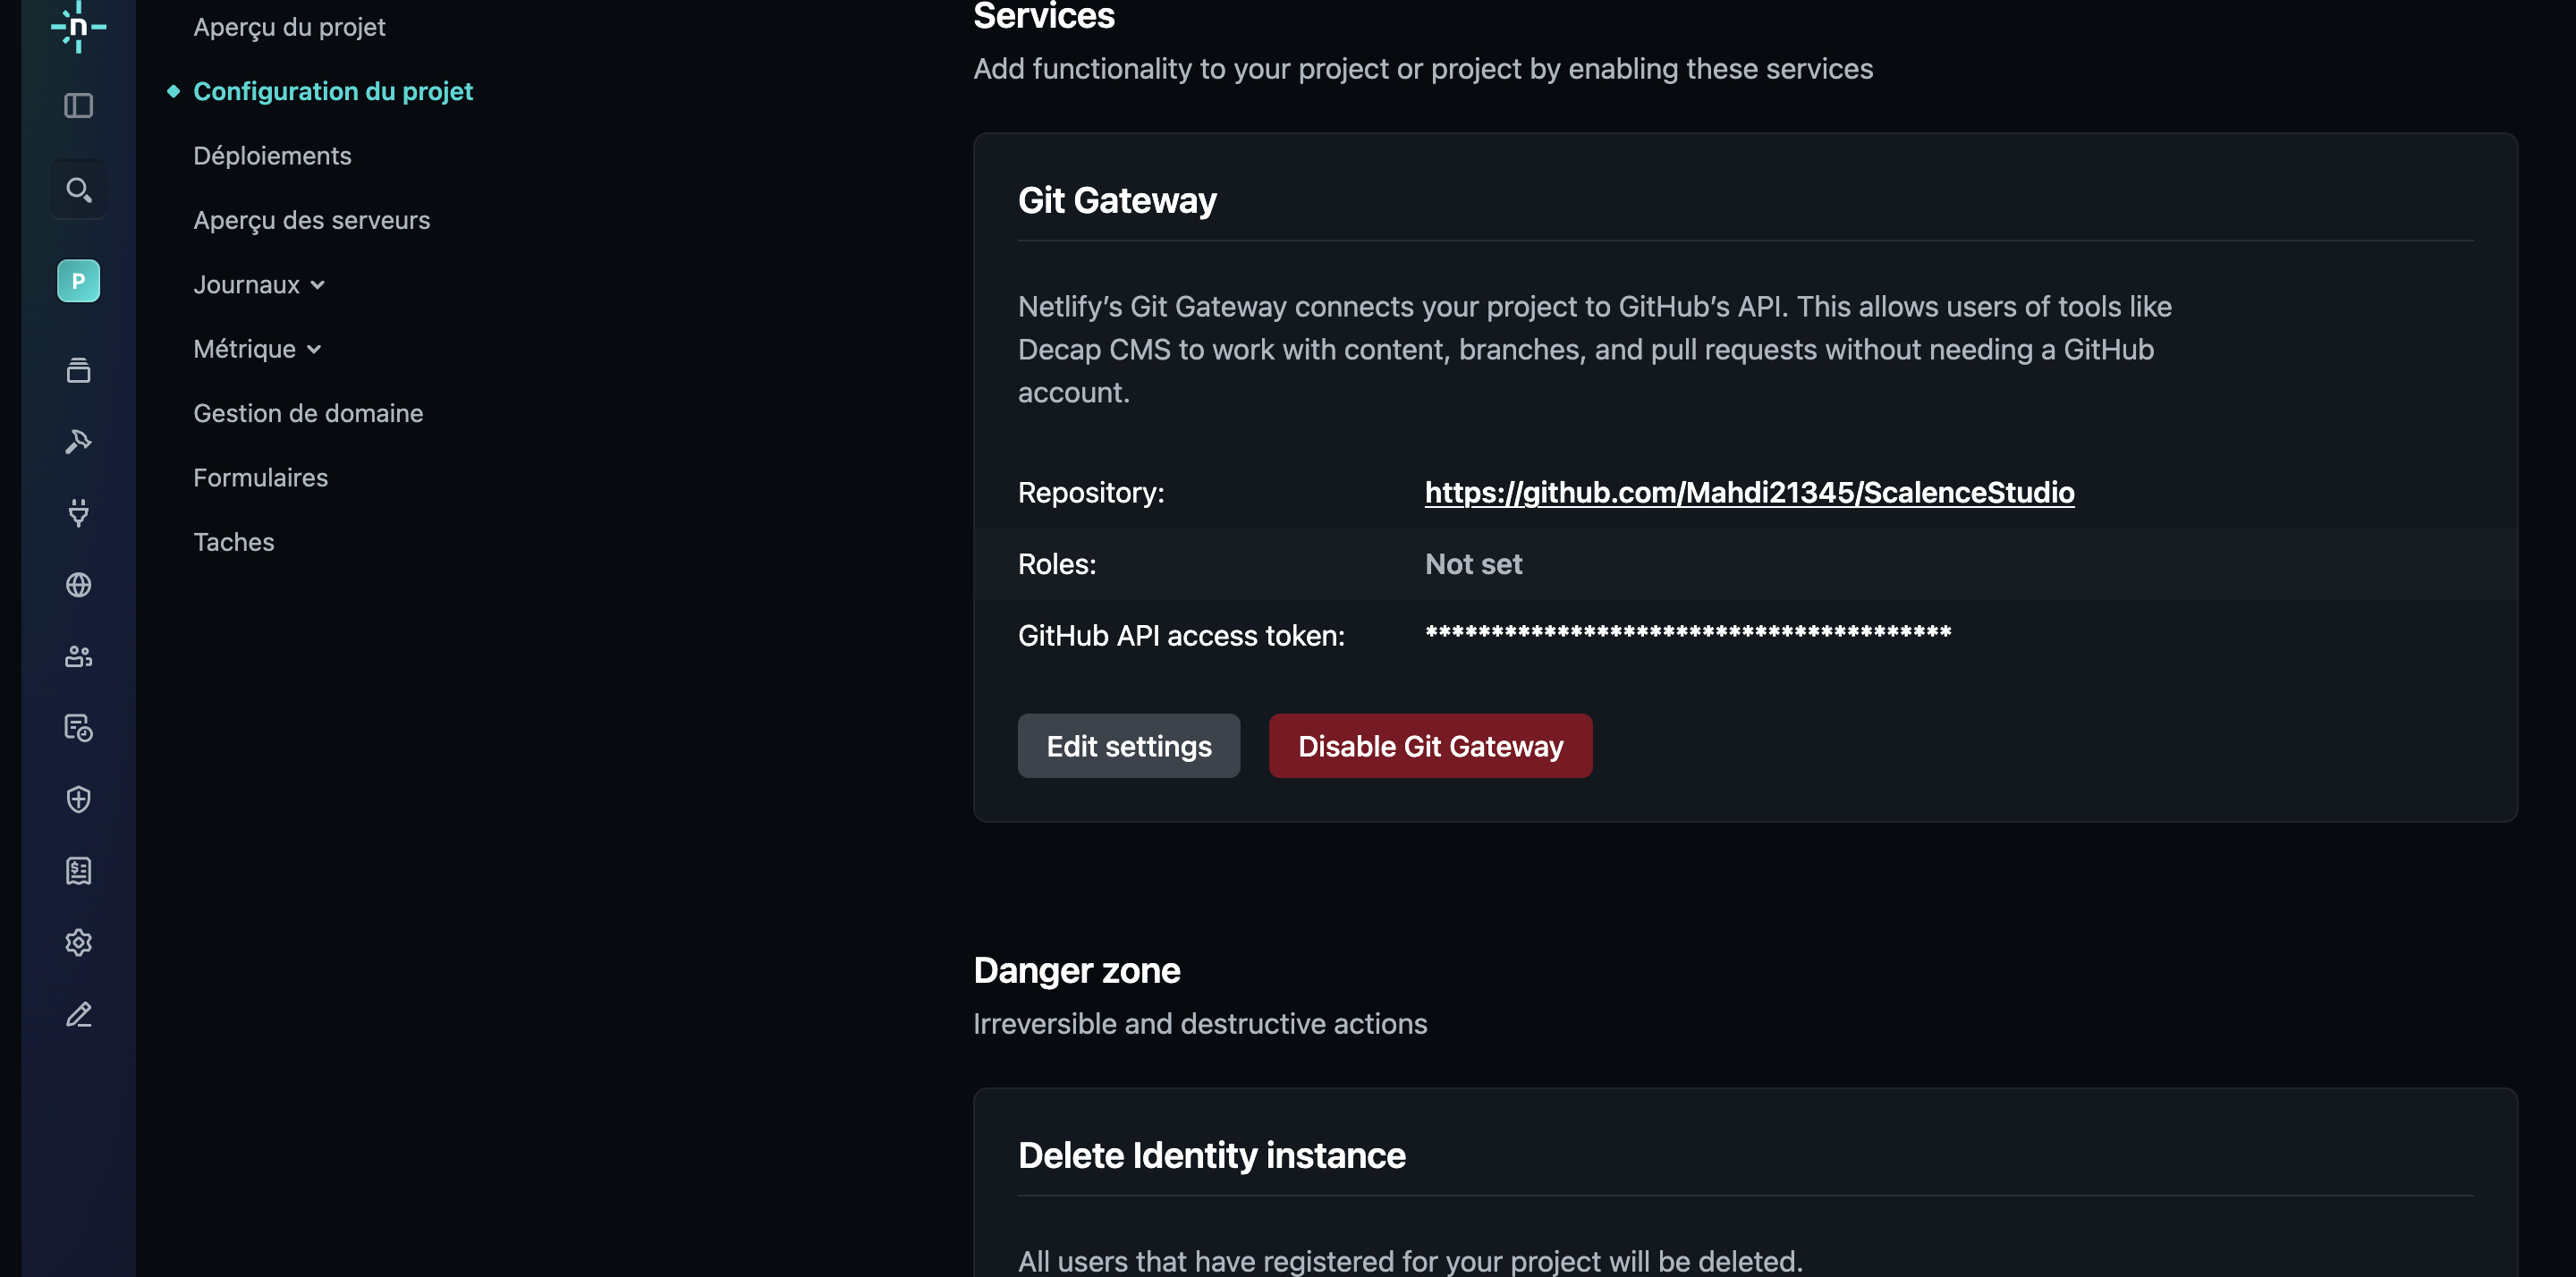 n
Aperçu du projet
Configuration du projet
Déploiements
Aperçu des serveurs
P
Journaux
Métrique
Gestion de domaine
Formulaires
Taches
Services
Add functionality to your project or project by enabling these services
Git Gateway
Netlify’s Git Gateway connects your project to GitHub’s API. This allows users of tools like
Decap CMS to work with content, branches, and pull requests without needing a GitHub
account.
Repository: https://github.com/Mahdi21345/ScalenceStudio
Roles: Not set
GitHub API access token: ****************************************
Edit settings Disable Git Gateway
Danger zone
Irreversible and destructive actions
Delete Identity instance
All users that have registered for your project will be deleted.